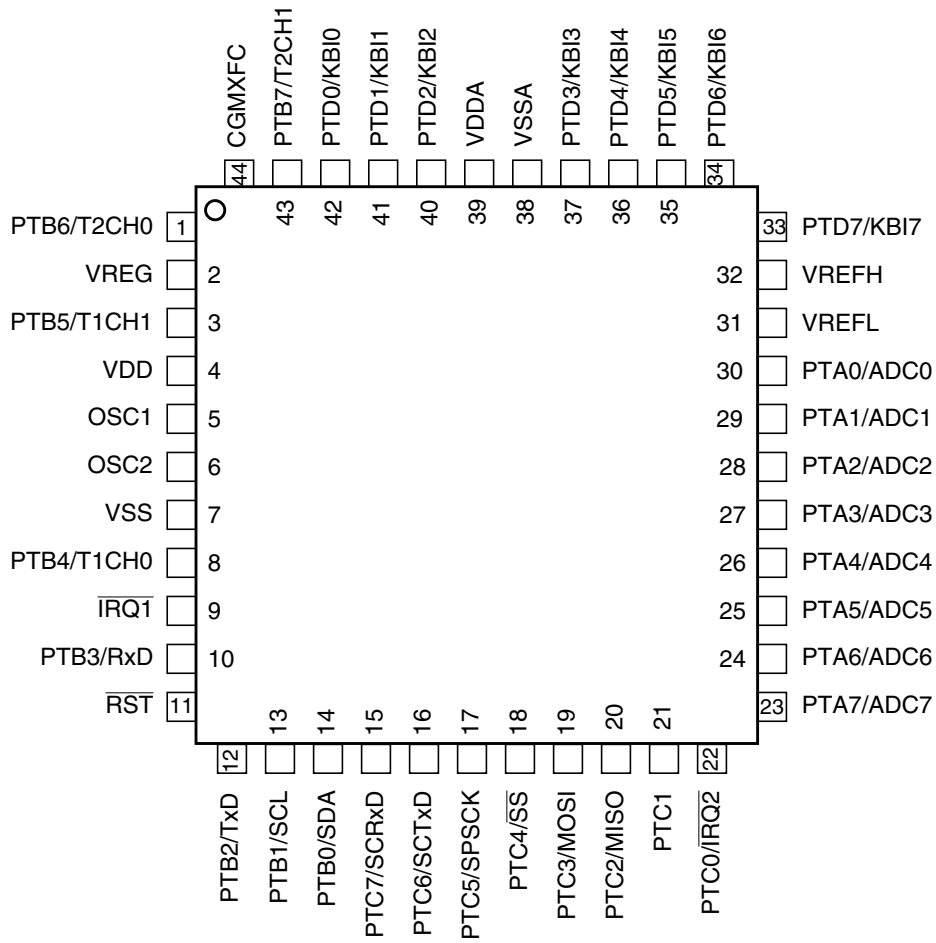 CGMXFC
PTB7/T2CH1
PTD0/KBI0
PTD1/KBI1
PTD2/KBI2
VDDA
VSSA
PTD3/KBI3
PTD4/KBI4
PTD5/KBI5
PTD6/KBI6
44
43
42
41
40
39
38
37
36
35
34
PTB6/T2CH0 1
VREG 2
PTB5/T1CH1 3
VDD 4
OSC1 5
OSC2 6
VSS 7
PTB4/T1CH0 8
IRQ1 9
PTB3/RxD 10
RST 11
33 PTD7/KBI7
32 VREFH
31 VREFL
30 PTA0/ADC0
29 PTA1/ADC1
28 PTA2/ADC2
27 PTA3/ADC3
26 PTA4/ADC4
25 PTA5/ADC5
24 PTA6/ADC6
23 PTA7/ADC7
12
13
14
15
16
17
18
19
20
21
22
PTB2/TxD
PTB1/SCL
PTB0/SDA
PTC7/SCRxD
PTC6/SCTxD
PTC5/SPSCK
PTC4/SS
PTC3/MOSI
PTC2/MISO
PTC1
PTC0/IRQ2